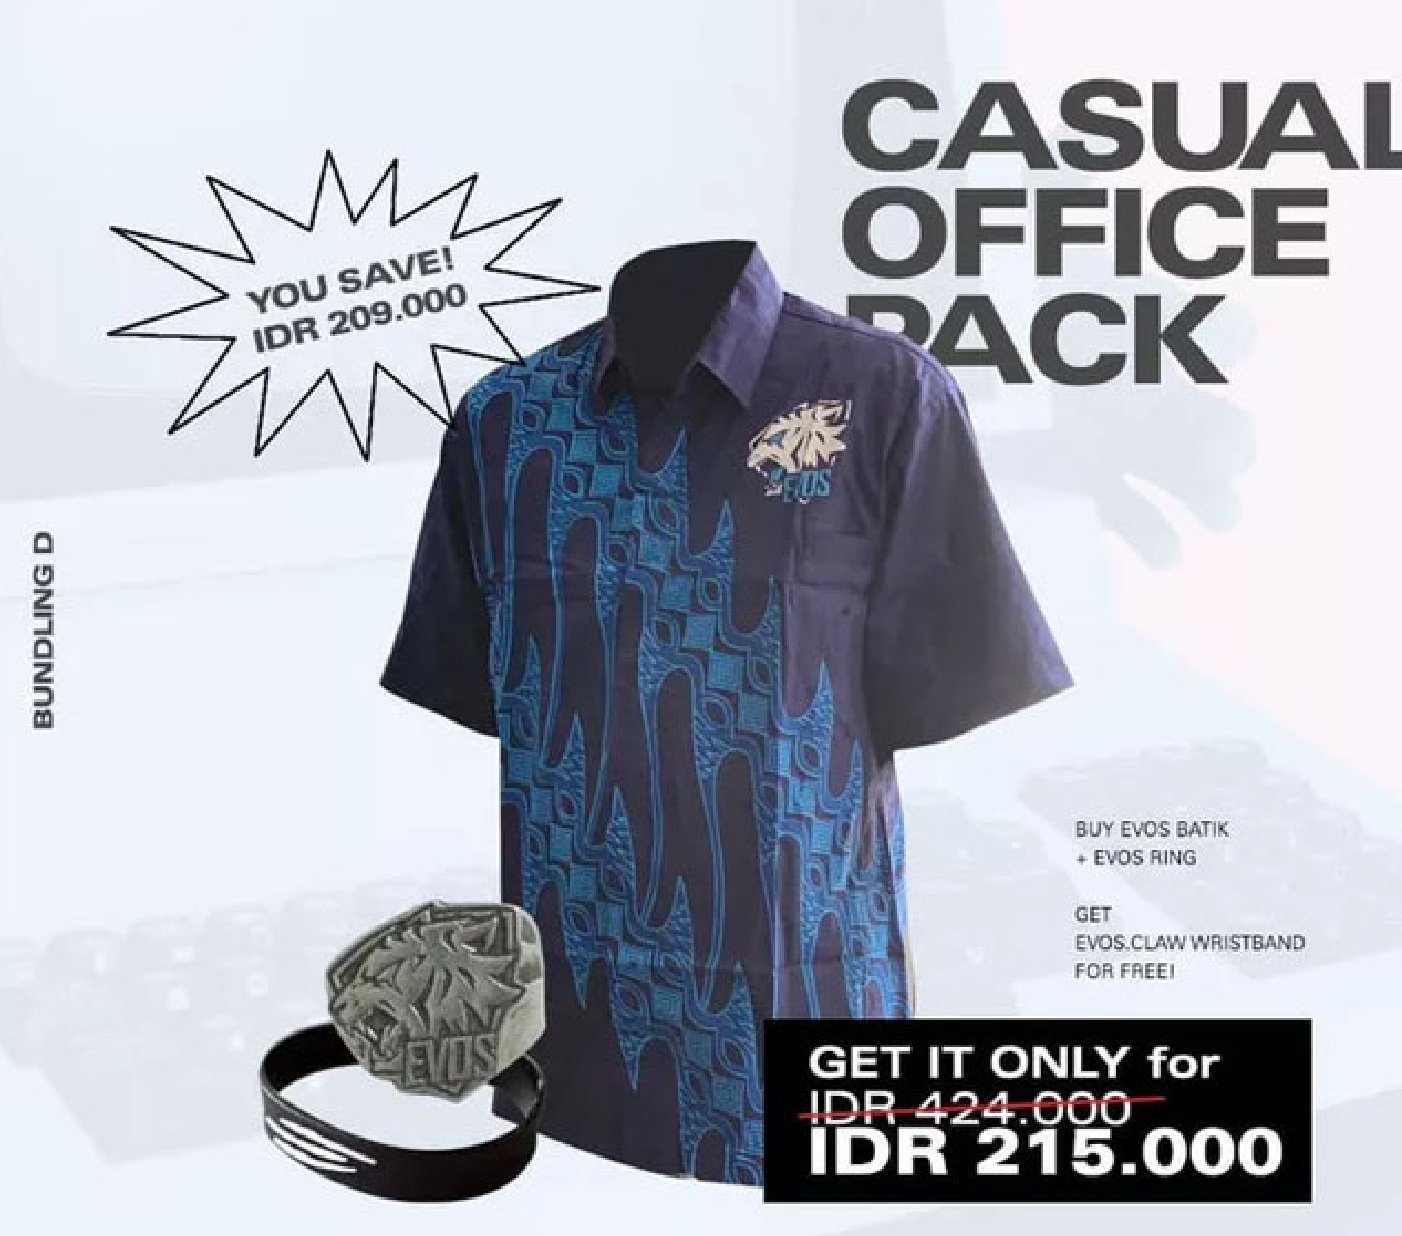 CASUAL
OFFICE
PACK
YOU SAVE!
IDR 209.000
EVOS
BUNDLING D
BUY EVOS BATIK
+ EVOS RING
GET
EVOS.CLAW WRISTBAND
FOR FREE!
EVOS
GET IT ONLY for
IDR 424.000
IDR 215.000